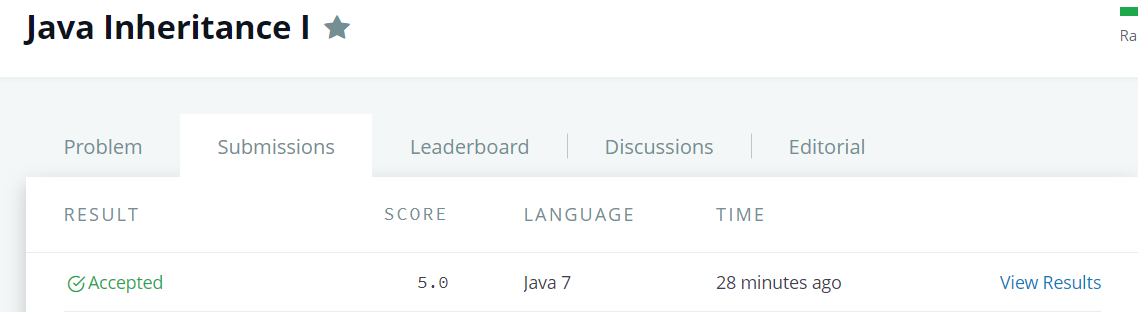 Java Inheritance I
Ra
Problem Submissions Leaderboard Discussions Editorial
RESULT SCORE LANGUAGE TIME
Accepted 5.0 Java 7 28 minutes ago View Results